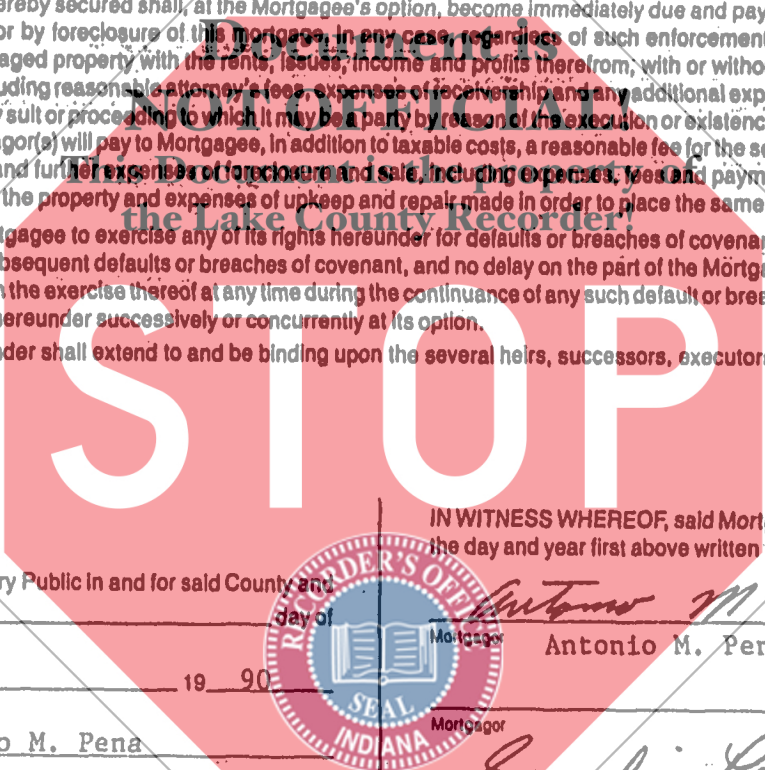 ereby secured shall, at the Mortgagee's option, become immediately due and pay
or by foreclosure of this mortgage. In any case, regardless of such enforcement
Document is
aged property with the rents, issues, income and profits therefrom, with or witho
uding reasonable attorney's fees, expenses of receivership and any additional exp
NOT OFFICIAL!
y suit or proceeding to which it may be a party by reason of the execution or existenc
agor(s) will pay to Mortgagee, in addition to taxable costs, a reasonable fee for the se
This Document is the property of
and further expenses of foreclosure and sale, including expenses, fees and paym
the property and expenses of upkeep and repair made in order to place the same
the Lake County Recorder!
tgagee to exercise any of its rights hereunder for defaults or breaches of covenan
bsequent defaults or breaches of covenant, and no delay on the part of the Mortga
n the exercise thereof at any time during the continuance of any such default or brea
hereunder successively or concurrently at its option.
nder shall extend to and be binding upon the several heirs, successors, executors
STOP
IN WITNESS WHEREOF, said Mortg
the day and year first above written
ry Public in and for said County and
day of
RECORDER'S OFFICE
Antonio M
Mortgagor
Antonio M. Pen
19 90
SEAL
INDIANA
Mortgagor
o M. Pena